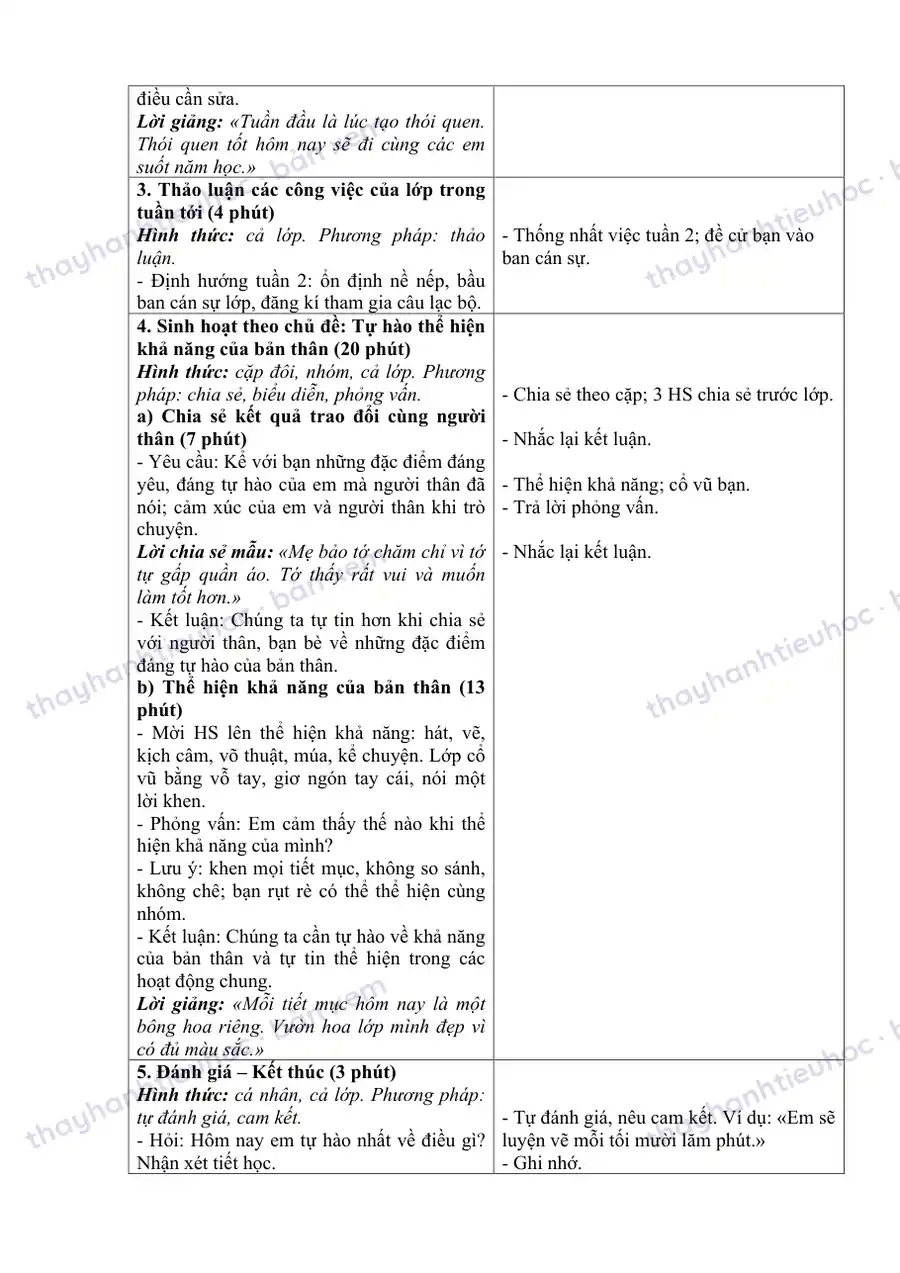 điều cần sửa.
Lời giảng: «Tuần đầu là lúc tạo thói quen.
Thói quen tốt hôm nay sẽ đi cùng các em
suốt năm học.»
3. Thảo luận các công việc của lớp trong
tuần tới (4 phút)
Hình thức: cả lớp. Phương pháp: thảo
luận.
- Định hướng tuần 2: ổn định nề nếp, bầu
ban cán sự lớp, đăng kí tham gia câu lạc bộ.
- Thống nhất việc tuần 2; đề cử bạn vào
ban cán sự.
4. Sinh hoạt theo chủ đề: Tự hào thể hiện
khả năng của bản thân (20 phút)
Hình thức: cặp đôi, nhóm, cả lớp. Phương
pháp: chia sẻ, biểu diễn, phỏng vấn.
a) Chia sẻ kết quả trao đổi cùng người
thân (7 phút)
- Yêu cầu: Kể với bạn những đặc điểm đáng
yêu, đáng tự hào của em mà người thân đã
nói; cảm xúc của em và người thân khi trò
chuyện.
Lời chia sẻ mẫu: «Mẹ bảo tớ chăm chỉ vì tớ
tự gấp quần áo. Tớ thấy rất vui và muốn
làm tốt hơn.»
- Kết luận: Chúng ta tự tin hơn khi chia sẻ
với người thân, bạn bè về những đặc điểm
đáng tự hào của bản thân.
b) Thể hiện khả năng của bản thân (13
phút)
- Mời HS lên thể hiện khả năng: hát, vẽ,
kịch câm, võ thuật, múa, kể chuyện. Lớp cổ
vũ bằng vỗ tay, giơ ngón tay cái, nói một
lời khen.
- Phỏng vấn: Em cảm thấy thế nào khi thể
hiện khả năng của mình?
- Lưu ý: khen mọi tiết mục, không so sánh,
không chê; bạn rụt rè có thể thể hiện cùng
nhóm.
- Kết luận: Chúng ta cần tự hào về khả năng
của bản thân và tự tin thể hiện trong các
hoạt động chung.
Lời giảng: «Mỗi tiết mục hôm nay là một
bông hoa riêng. Vườn hoa lớp mình đẹp vì
có đủ màu sắc.»
- Chia sẻ theo cặp; 3 HS chia sẻ trước lớp.
- Nhắc lại kết luận.
- Thể hiện khả năng; cổ vũ bạn.
- Trả lời phỏng vấn.
- Nhắc lại kết luận.
5. Đánh giá – Kết thúc (3 phút)
Hình thức: cá nhân, cả lớp. Phương pháp:
tự đánh giá, cam kết.
- Hỏi: Hôm nay em tự hào nhất về điều gì?
Nhận xét tiết học.
- Tự đánh giá, nêu cam kết. Ví dụ: «Em sẽ
luyện vẽ mỗi tối mười lăm phút.»
- Ghi nhớ.
thayhanhtieuhoc · bản xem
thayhanhtieuhoc · b
thayhanhtieuhoc · bản xem
thayhanhtieuhoc · b
thayhanhtieuhoc · bản xem
thayhanhtieuhoc · b